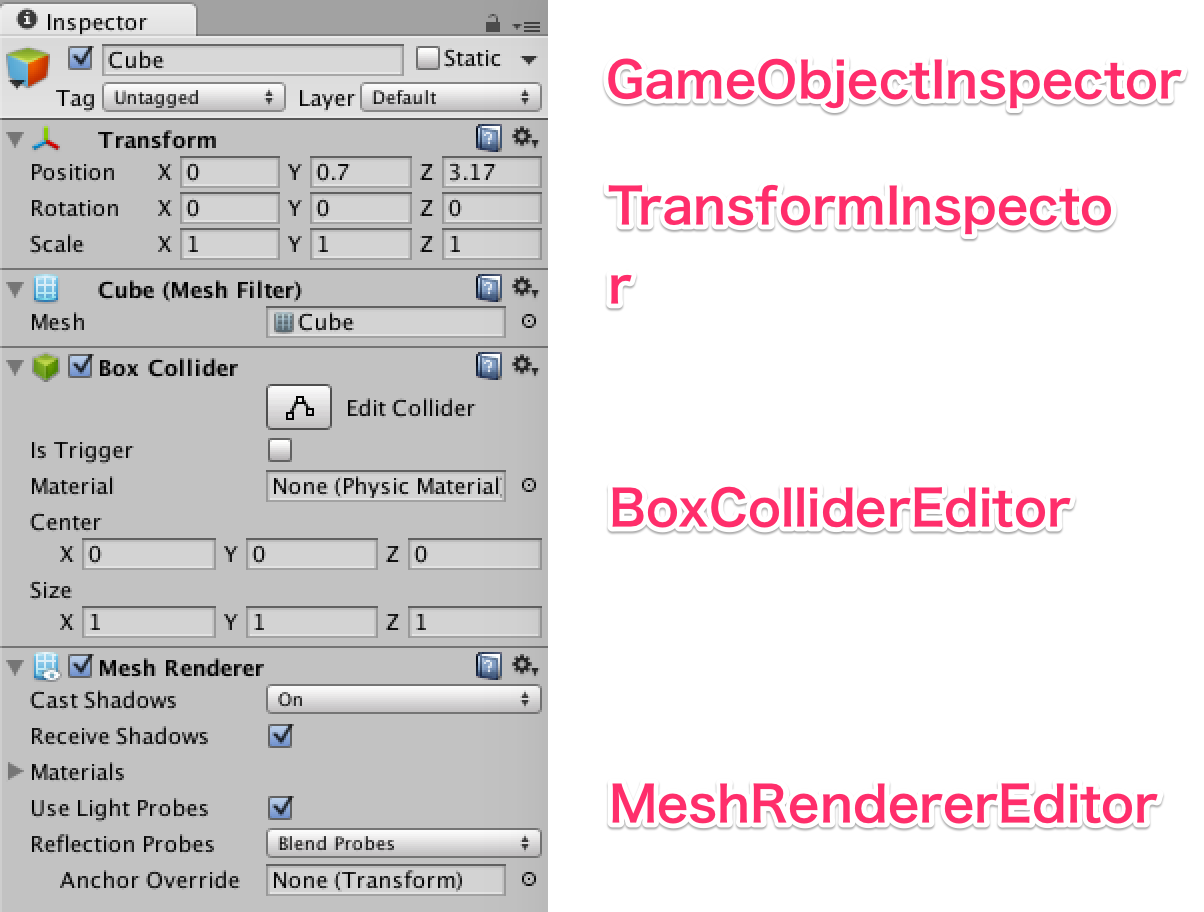 Inspector
Cube
Static
Tag Untagged Layer Default
GameObjectInspector
Transform
Position X 0 Y 0.7 Z 3.17
Rotation X 0 Y 0 Z 0
Scale X 1 Y 1 Z 1
TransformInspecto
r
Cube (Mesh Filter)
Mesh Cube
Box Collider
Edit Collider
Is Trigger
Material None (Physic Material)
Center
X 0 Y 0 Z 0
Size
X 1 Y 1 Z 1
BoxColliderEditor
Mesh Renderer
Cast Shadows On
Receive Shadows
Materials
Use Light Probes
Reflection Probes Blend Probes
Anchor Override None (Transform)
MeshRendererEditor